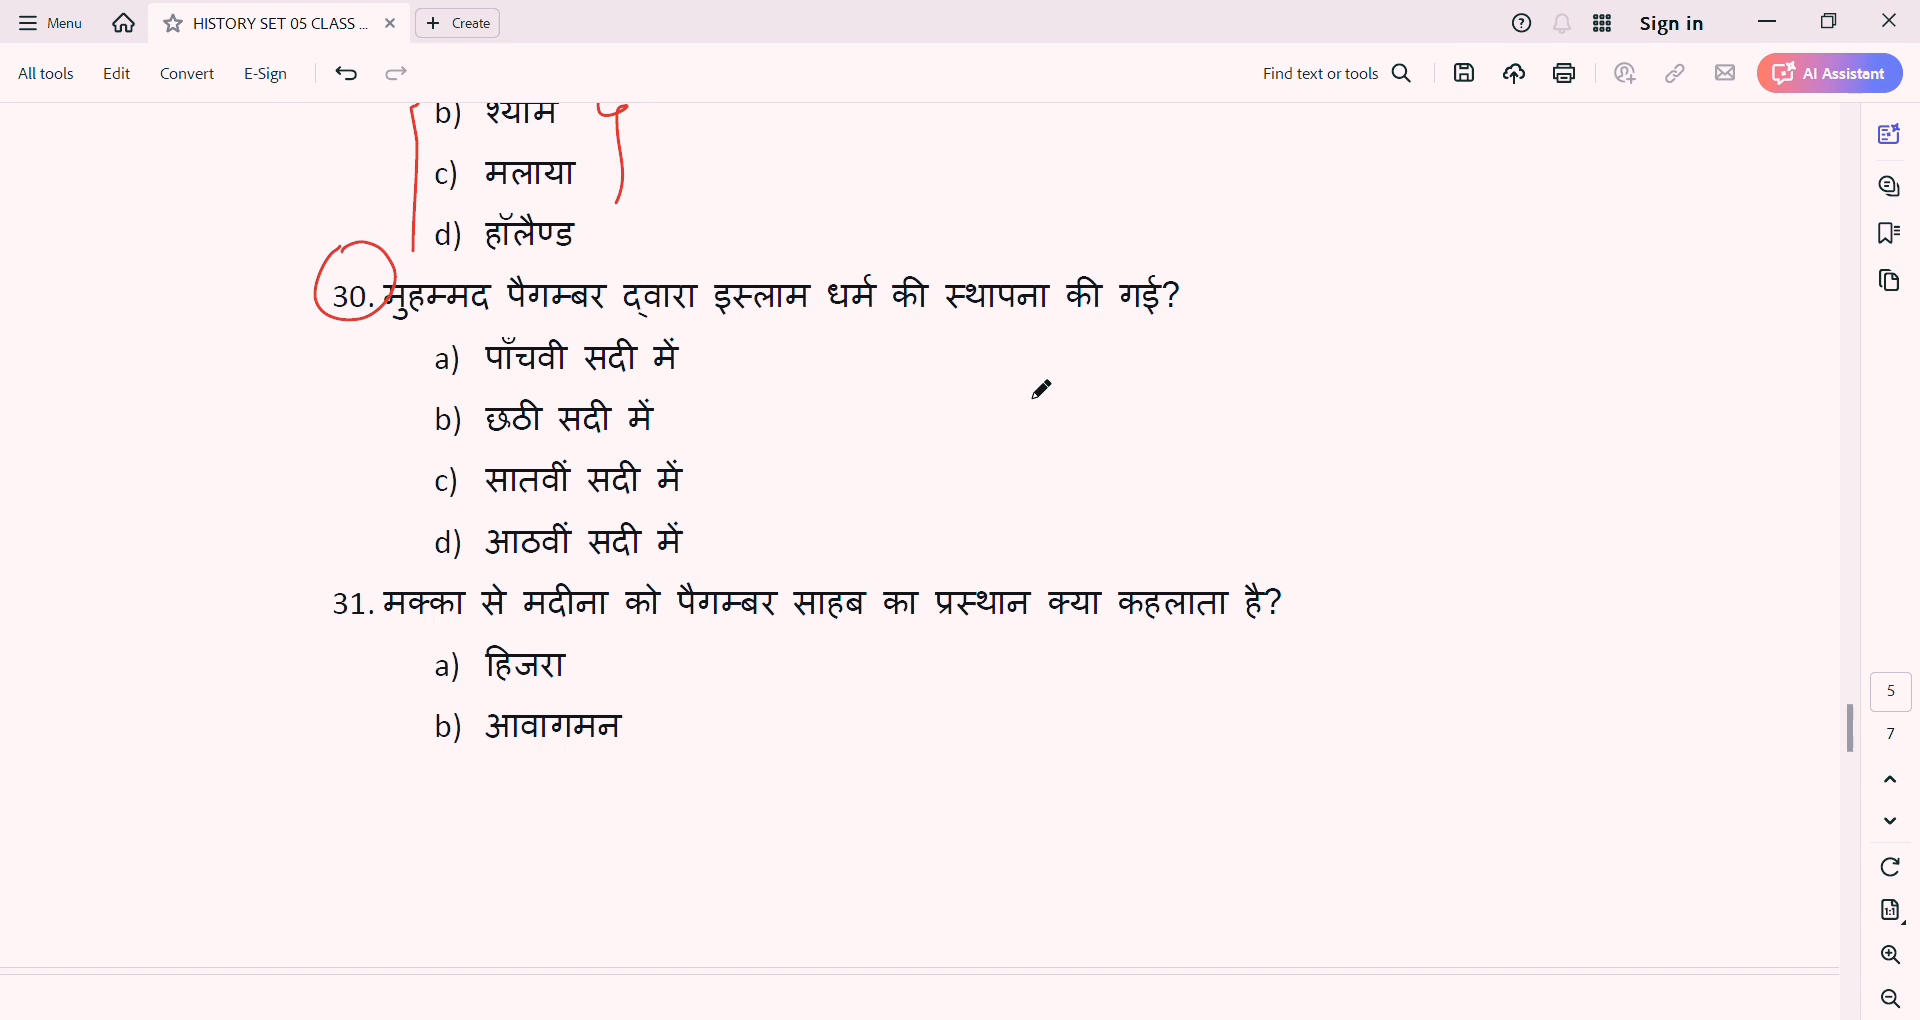 Menu HISTORY SET 05 CLASS ... Create Sign in
All tools Edit Convert E-Sign Find text or tools AI Assistant
b) श्याम
c) मलाया
d) हॉलैण्ड
30. मुहम्मद पैगम्बर द्वारा इस्लाम धर्म की स्थापना की गई?
a) पाँचवी सदी में
b) छठी सदी में
c) सातवीं सदी में
d) आठवीं सदी में
31. मक्का से मदीना को पैगम्बर साहब का प्रस्थान क्या कहलाता है?
a) हिजरा
b) आवागमन
5
7
1:1